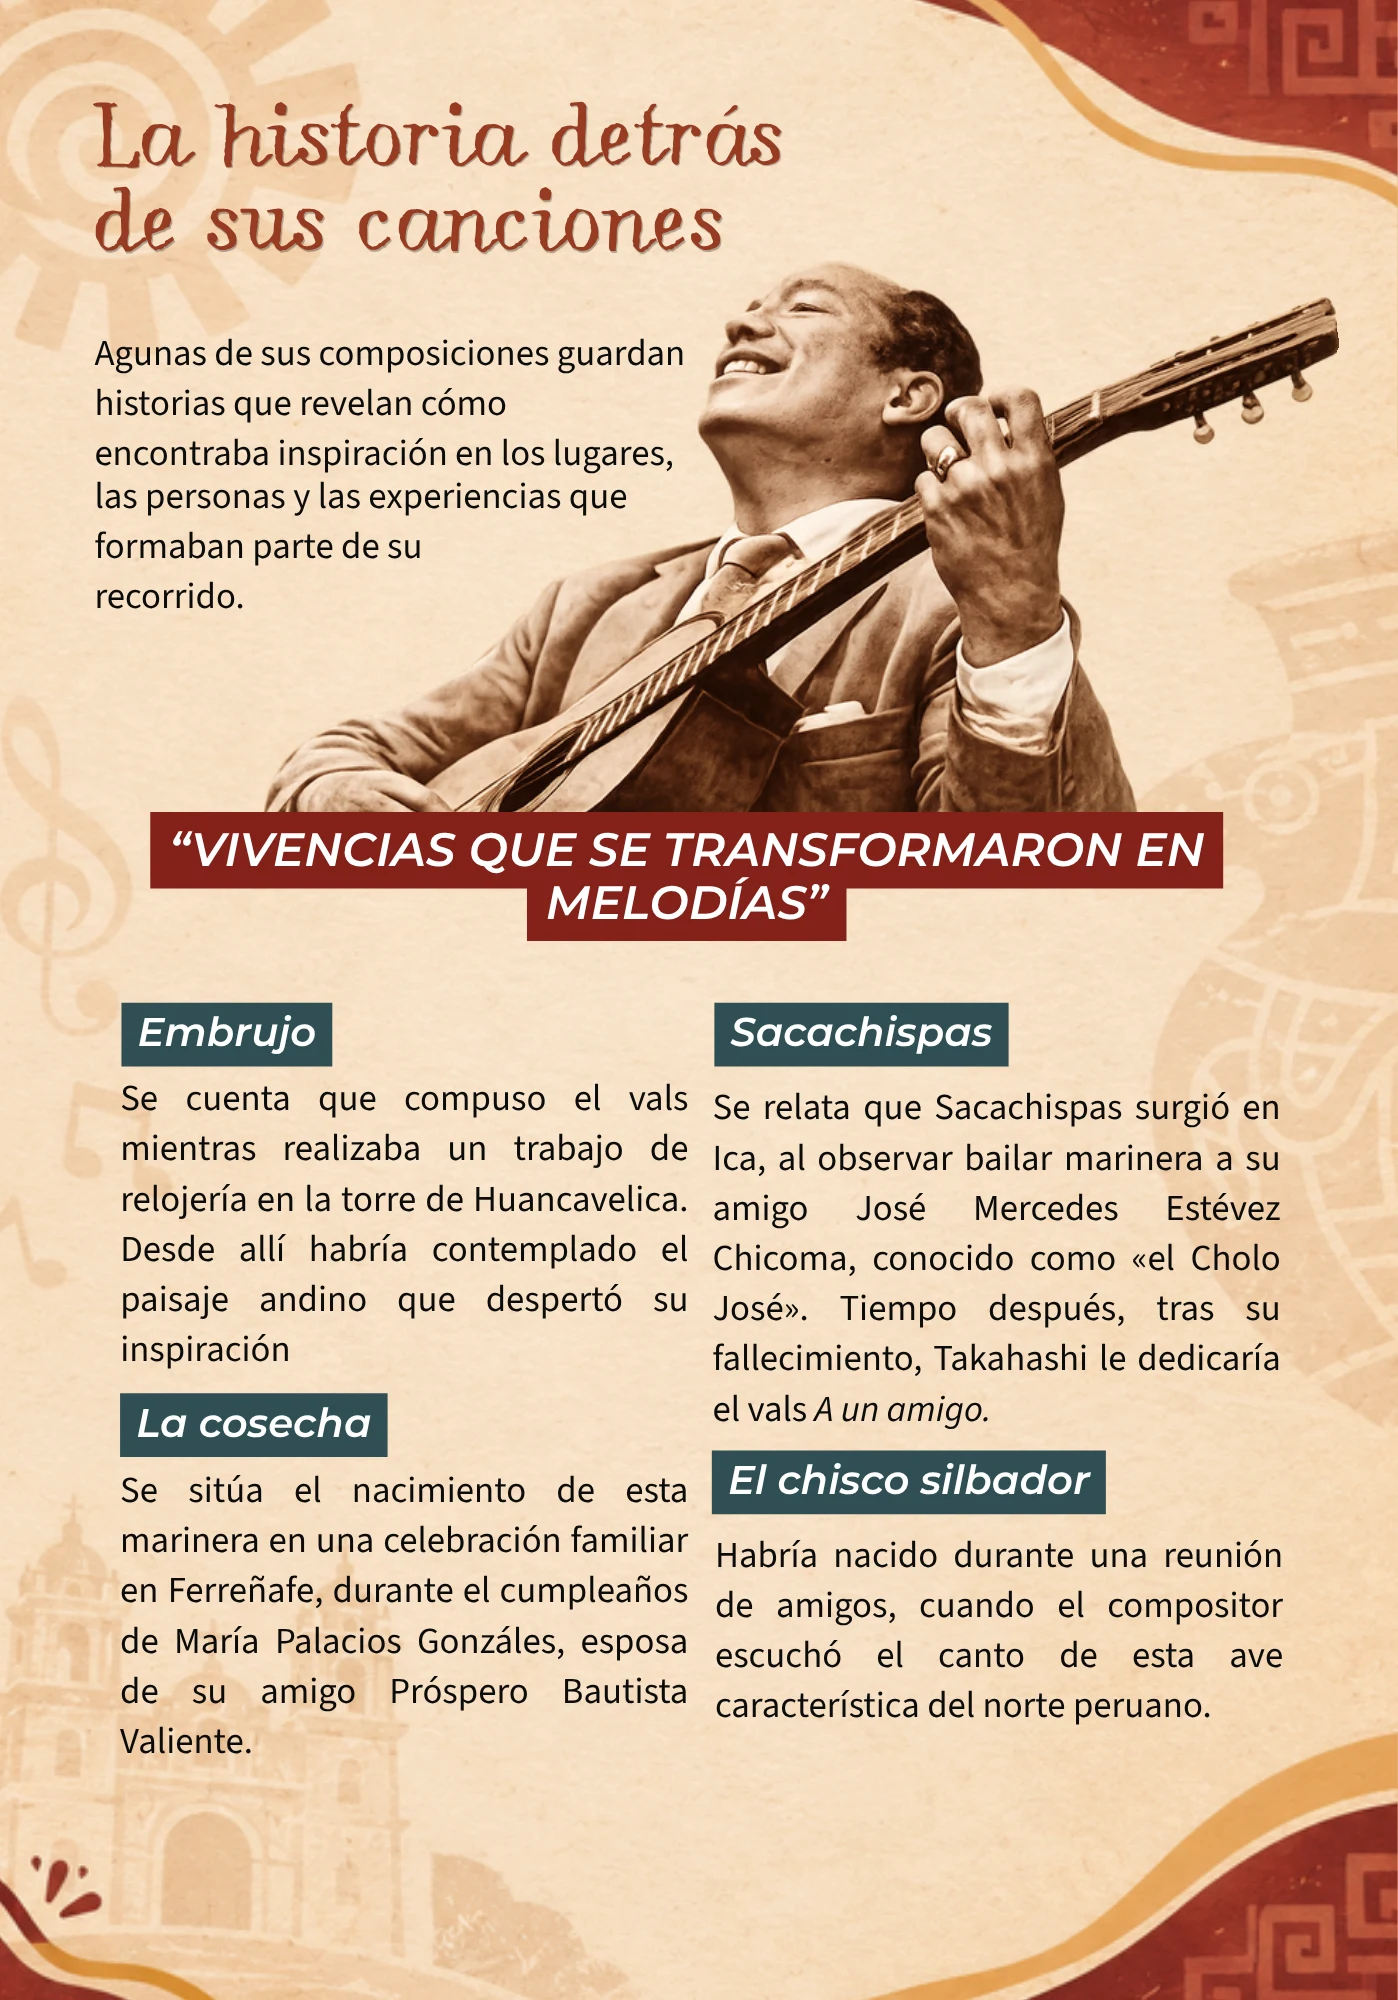 La historia detrás
de sus canciones
Agunas de sus composiciones guardan
historias que revelan cómo
encontraba inspiración en los lugares,
las personas y las experiencias que
formaban parte de su
recorrido.
“VIVENCIAS QUE SE TRANSFORMARON EN
MELODÍAS”
Embrujo
Se cuenta que compuso el vals
mientras realizaba un trabajo de
relojería en la torre de Huancavelica.
Desde allí habría contemplado el
paisaje andino que despertó su
inspiración
La cosecha
Se sitúa el nacimiento de esta
marinera en una celebración familiar
en Ferreñafe, durante el cumpleaños
de María Palacios Gonzáles, esposa
de su amigo Próspero Bautista
Valiente.
Sacachispas
Se relata que Sacachispas surgió en
Ica, al observar bailar marinera a su
amigo José Mercedes Estévez
Chicoma, conocido como «el Cholo
José». Tiempo después, tras su
fallecimiento, Takahashi le dedicaría
el vals A un amigo.
El chisco silbador
Habría nacido durante una reunión
de amigos, cuando el compositor
escuchó el canto de esta ave
característica del norte peruano.